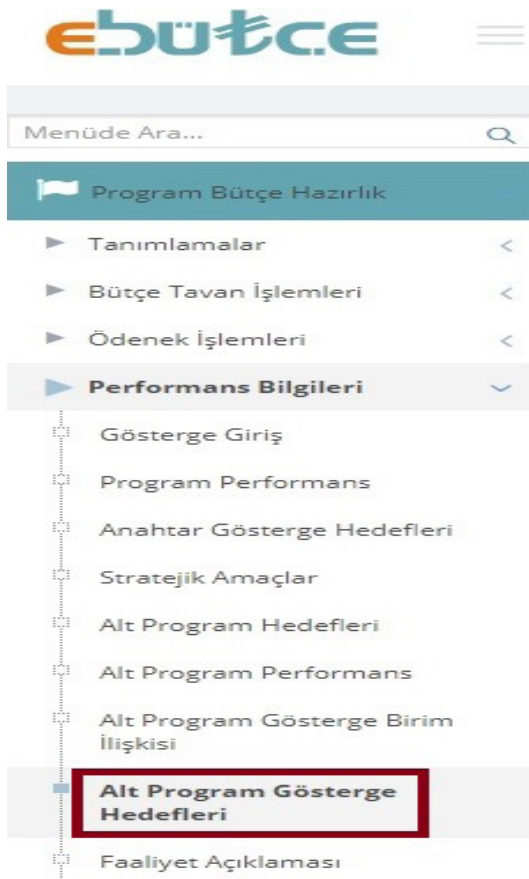 ebütçe
Menüde Ara...
Program Bütçe Hazırlık
Tanımlamalar
Bütçe Tavan İşlemleri
Ödenek İşlemleri
Performans Bilgileri
Gösterge Giriş
Program Performans
Anahtar Gösterge Hedefleri
Stratejik Amaçlar
Alt Program Hedefleri
Alt Program Performans
Alt Program Gösterge Birim
İlişkisi
Alt Program Gösterge
Hedefleri
Faaliyet Açıklaması